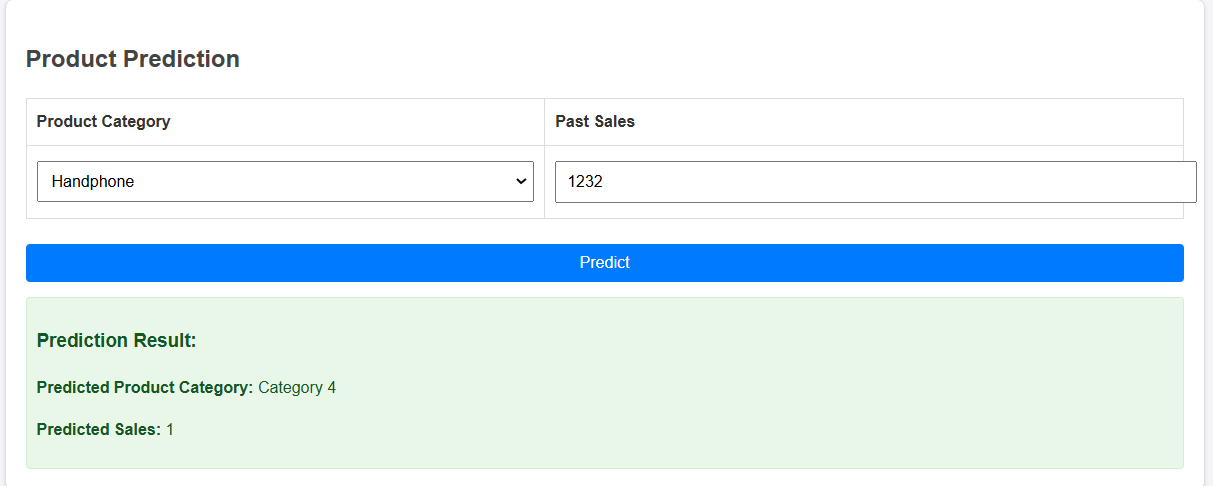 Product Prediction
Product Category Past Sales
Handphone 1232
Predict
Prediction Result:
Predicted Product Category: Category 4
Predicted Sales: 1